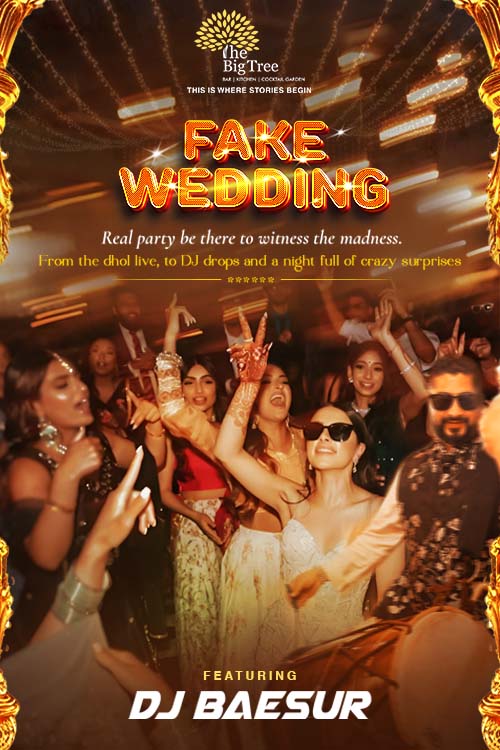 The
Big Tree
BAR | KITCHEN | COCKTAIL GARDEN
THIS IS WHERE STORIES BEGIN
FAKE
WEDDING
Real party be there to witness the madness.
From the dhol live, to DJ drops and a night full of crazy surprises
FEATURING
DJ BAESUR